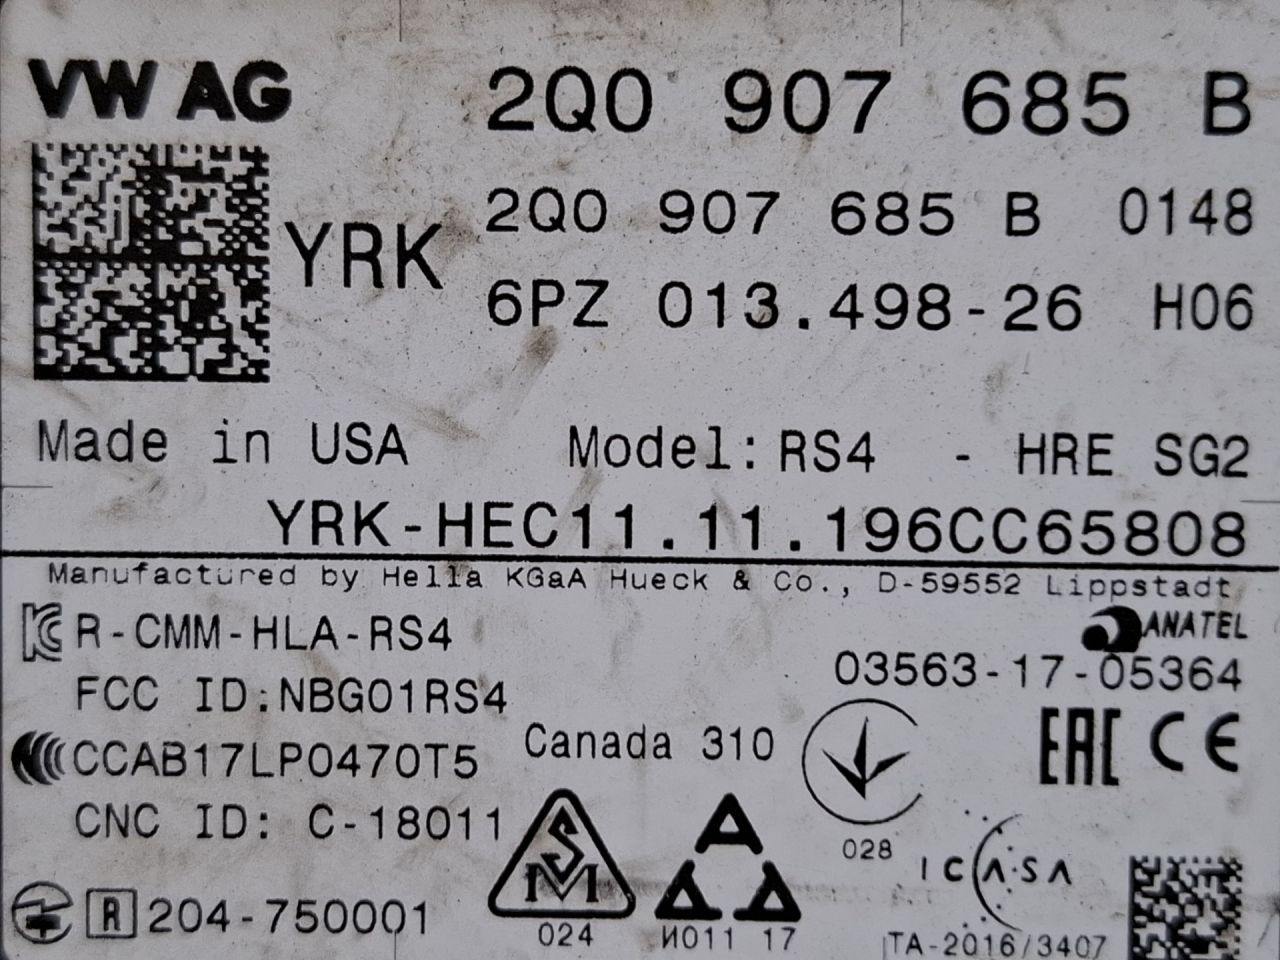 VW AG
2Q0 907 685 B
YRK
2Q0 907 685 B 0148
6PZ 013.498-26 H06
Made in USA
Model: RS4 - HRE SG2
YRK-HEC11.11.196CC65808
Manufactured by Hella KGaA Hueck & Co., D-59552 Lippstadt
R-CMM-HLA-RS4
ANATEL
03563-17-05364
FCC ID:NBG01RS4
Canada 310
EAC CE
CCAB17LP0470T5
CNC ID: C-18011
028
ICASA
SM
R 204-750001
024
И011 17
TA-2016/3407